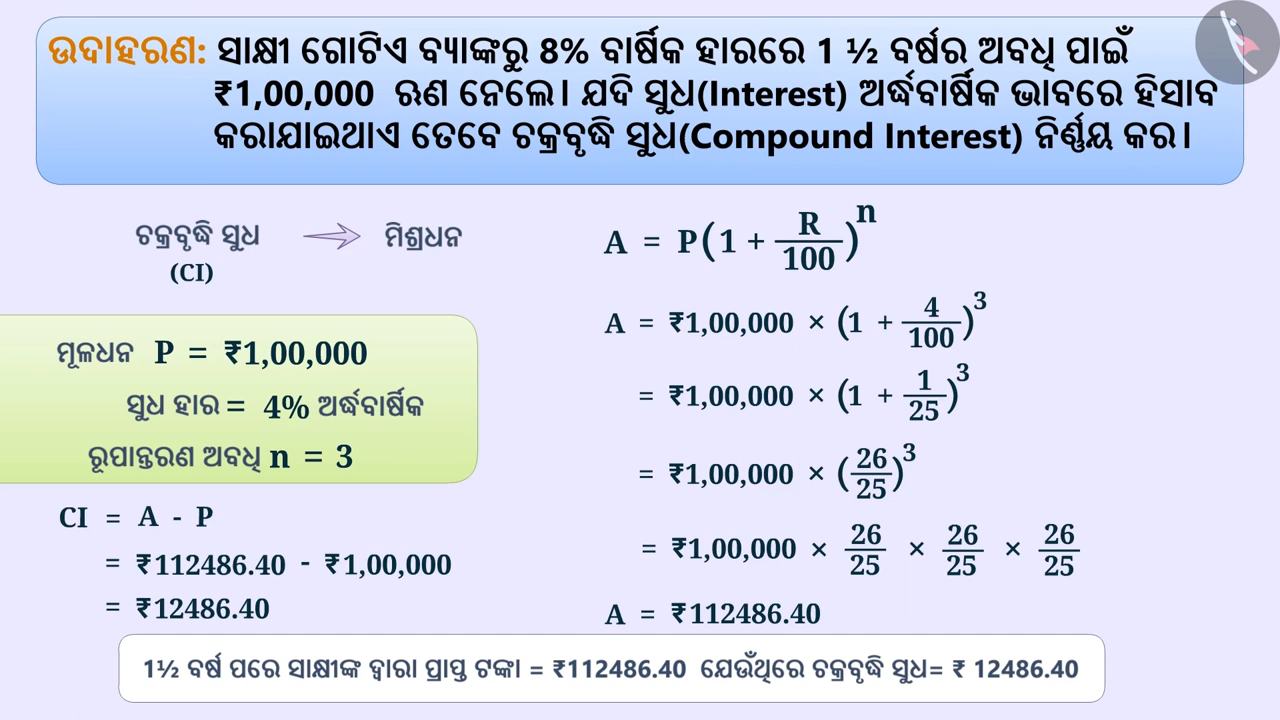 ଉଦାହରଣ: ସାକ୍ଷୀ ଗୋଟିଏ ବ୍ୟାଙ୍କରୁ 8% ବାର୍ଷିକ ହାରରେ 1 ½ ବର୍ଷର ଅବଧି ପାଇଁ
₹1,00,000 ଋଣ ନେଲେ। ଯଦି ସୁଧ(Interest) ଅର୍ଦ୍ଧବାର୍ଷିକ ଭାବରେ ହିସାବ
କରାଯାଇଥାଏ ତେବେ ଚକ୍ରବୃଦ୍ଧି ସୁଧ(Compound Interest) ନିର୍ଣ୍ଣୟ କର।
ଚକ୍ରବୃଦ୍ଧି ସୁଧ → ମିଶ୍ରଧନ
(CI)
ମୂଳଧନ P = ₹1,00,000
ସୁଧ ହାର = 4% ଅର୍ଦ୍ଧବାର୍ଷିକ
ରୂପାନ୍ତରଣ ଅବଧି n = 3
CI = A - P
= ₹112486.40 - ₹1,00,000
= ₹12486.40
A = P(1 + R/100)^n
A = ₹1,00,000 × (1 + 4/100)^3
= ₹1,00,000 × (1 + 1/25)^3
= ₹1,00,000 × (26/25)^3
= ₹1,00,000 × 26/25 × 26/25 × 26/25
A = ₹112486.40
1½ ବର୍ଷ ପରେ ସାକ୍ଷୀଙ୍କ ଦ୍ୱାରା ପ୍ରାପ୍ତ ଟଙ୍କା = ₹112486.40 ଯେଉଁଥିରେ ଚକ୍ରବୃଦ୍ଧି ସୁଧ= ₹ 12486.40